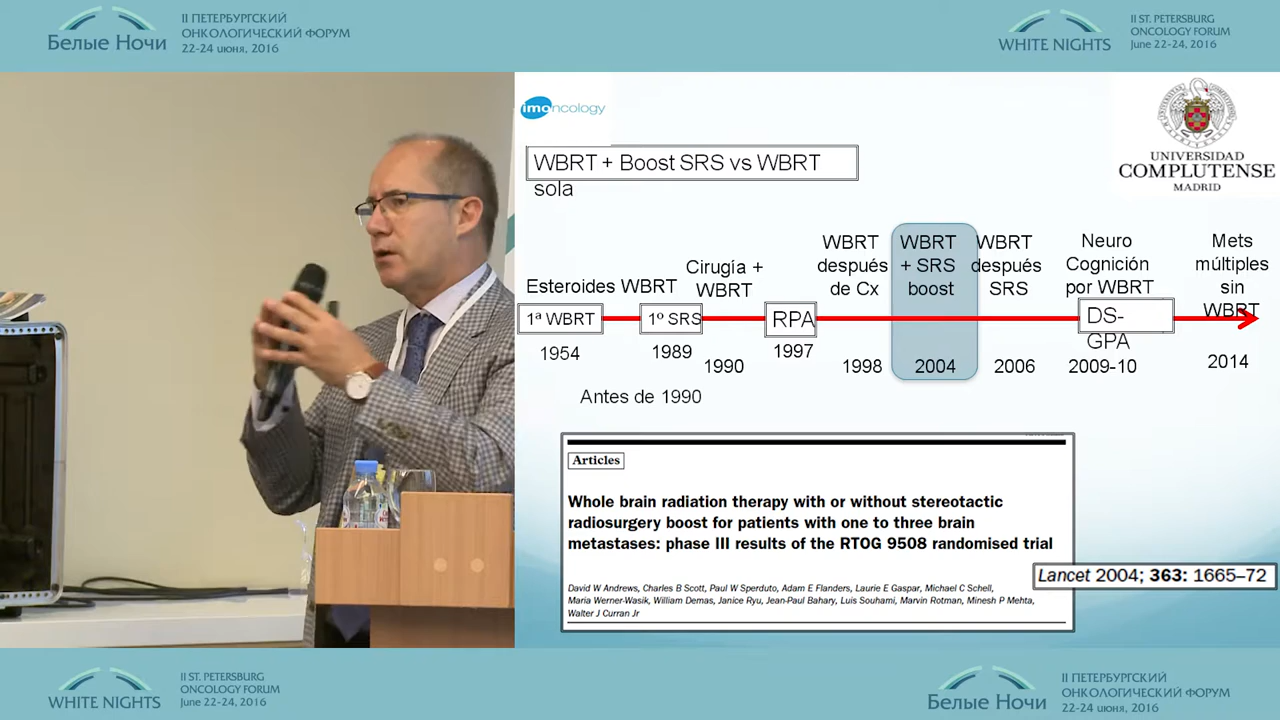 II ПЕТЕРБУРГСКИЙ
ОНКОЛОГИЧЕСКИЙ ФОРУМ
22-24 июня, 2016
Белые Ночи
II ST. PETERSBURG
ONCOLOGY FORUM
June 22-24, 2016
WHITE NIGHTS
imoncology
UNIVERSIDAD
COMPLUTENSE
MADRID
WBRT + Boost SRS vs WBRT
sola
Esteroides WBRT
Cirugía +
WBRT
WBRT
después
de Cx
WBRT
+ SRS
boost
WBRT
después
SRS
Neuro
Cognición
por WBRT
Mets
múltiples
sin
WBRT
1ª WBRT
1º SRS
RPA
DS-
GPA
1954
1989
1990
1997
1998
2004
2006
2009-10
2014
Antes de 1990
Articles
Whole brain radiation therapy with or without stereotactic
radiosurgery boost for patients with one to three brain
metastases: phase III results of the RTOG 9508 randomised trial
Lancet 2004; 363: 1665–72
David W Andrews, Charles B Scott, Paul W Sperduto, Adam E Flanders, Laurie E Gaspar, Michael C Schell,
Maria Werner-Wasik, William Demas, Janice Ryu, Jean-Paul Bahary, Luis Souhami, Marvin Rotman, Minesh P Mehta,
Walter J Curran Jr
WHITE NIGHTS
II ST. PETERSBURG
ONCOLOGY FORUM
June 22-24, 2016
Белые Ночи
II ПЕТЕРБУРГСКИЙ
ОНКОЛОГИЧЕСКИЙ ФОРУМ
22-24 июня, 2016